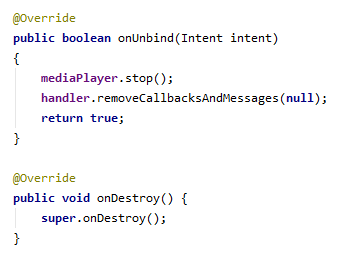 @Override
public boolean onUnbind(Intent intent)
{
    mediaPlayer.stop();
    handler.removeCallbacksAndMessages(null);
    return true;
}

@Override
public void onDestroy() {
    super.onDestroy();
}